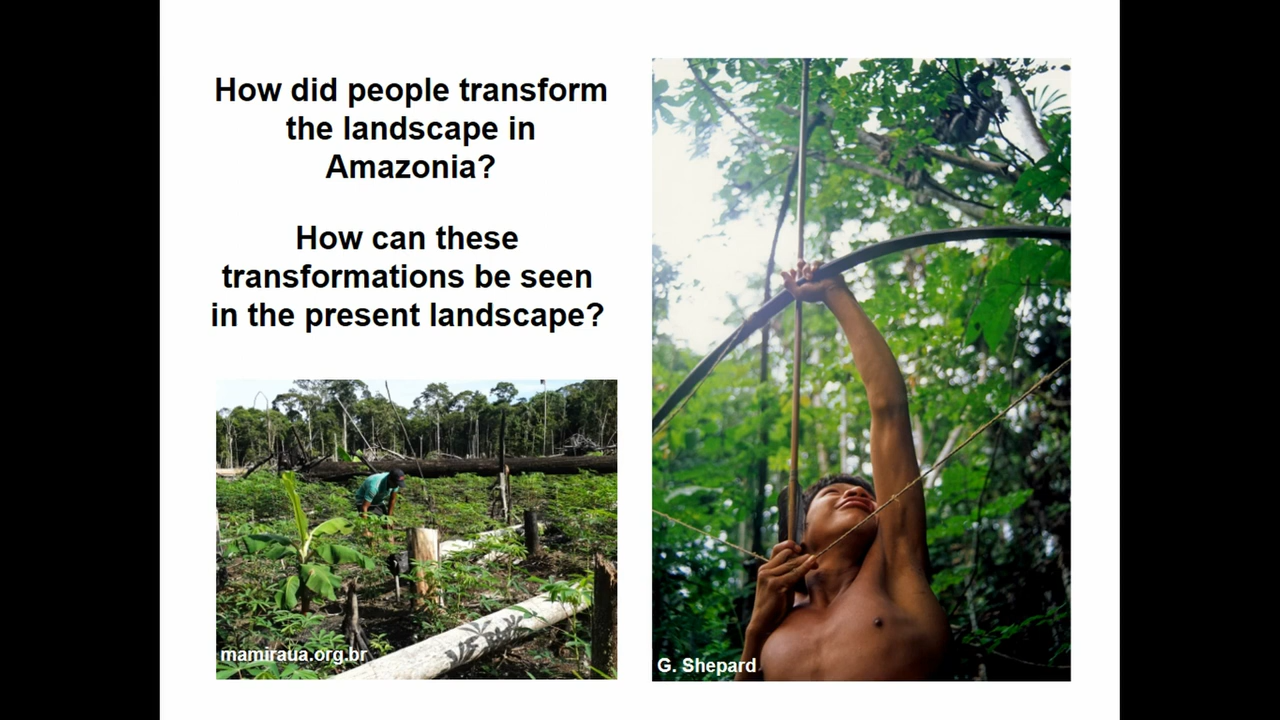 How did people transform
the landscape in
Amazonia?
How can these
transformations be seen
in the present landscape?
mamiraua.org.br
G. Shepard